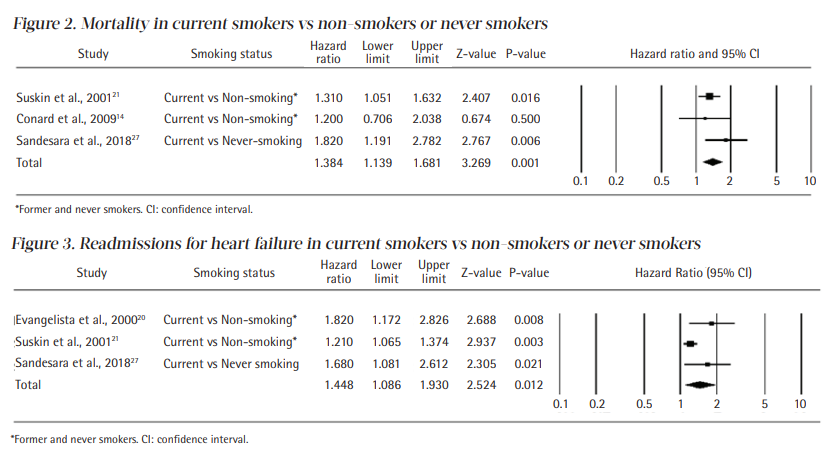 Figure 2. Mortality in current smokers vs non-smokers or never smokers
Study Smoking status Hazard ratio Lower limit Upper limit Z-value P-value Hazard ratio and 95% CI
Suskin et al., 2001²¹ Current vs Non-smoking* 1.310 1.051 1.632 2.407 0.016
Conard et al., 2009¹⁴ Current vs Non-smoking* 1.200 0.706 2.038 0.674 0.500
Sandesara et al., 2018²⁷ Current vs Never-smoking 1.820 1.191 2.782 2.767 0.006
Total 1.384 1.139 1.681 3.269 0.001
0.1 0.2 0.5 1 2 5 10
*Former and never smokers. CI: confidence interval.
Figure 3. Readmissions for heart failure in current smokers vs non-smokers or never smokers
Study Smoking status Hazard ratio Lower limit Upper limit Z-value P-value Hazard Ratio (95% CI)
Evangelista et al., 2000²⁰ Current vs Non-smoking* 1.820 1.172 2.826 2.688 0.008
Suskin et al., 2001²¹ Current vs Non-smoking* 1.210 1.065 1.374 2.937 0.003
Sandesara et al., 2018²⁷ Current vs Never smoking 1.680 1.081 2.612 2.305 0.021
Total 1.448 1.086 1.930 2.524 0.012
0.1 0.2 0.5 1 2 5 10
*Former and never smokers. CI: confidence interval.